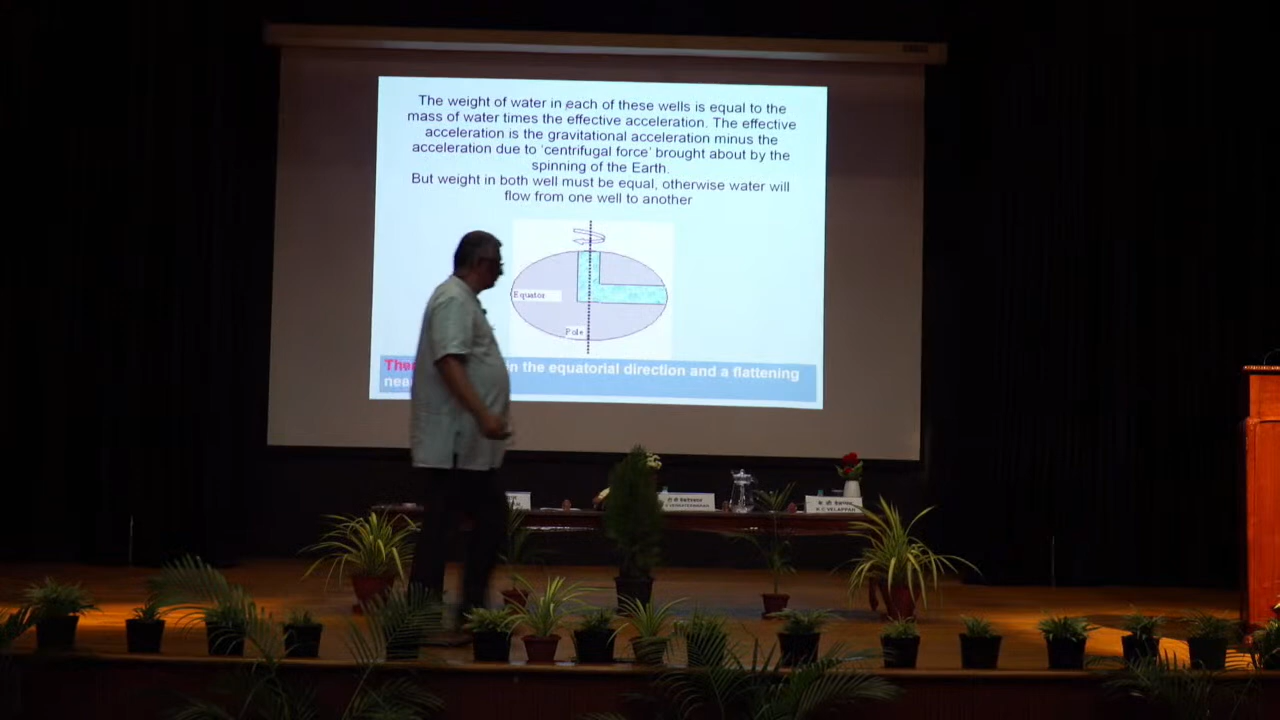 The weight of water in each of these wells is equal to the
mass of water times the effective acceleration. The effective
acceleration is the gravitational acceleration minus the
acceleration due to ‘centrifugal force’ brought about by the
spinning of the Earth.
But weight in both well must be equal, otherwise water will
flow from one well to another
Equator
Pole
in the equatorial direction and a flattening
K C VELAPPAN